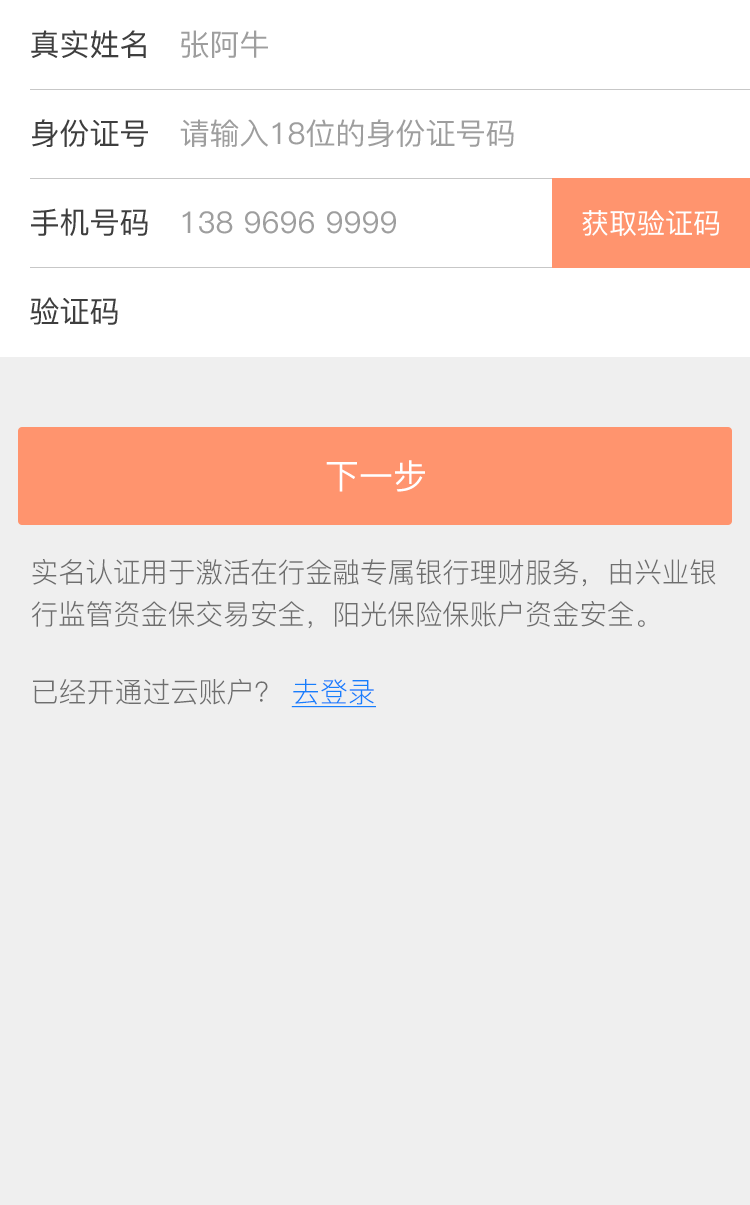 真实姓名 张阿牛
身份证号 请输入18位的身份证号码
手机号码 138 9696 9999 获取验证码
验证码
下一步
实名认证用于激活在行金融专属银行理财服务，由兴业银
行监管资金保交易安全，阳光保险保账户资金安全。
已经开通过云账户？ 去登录